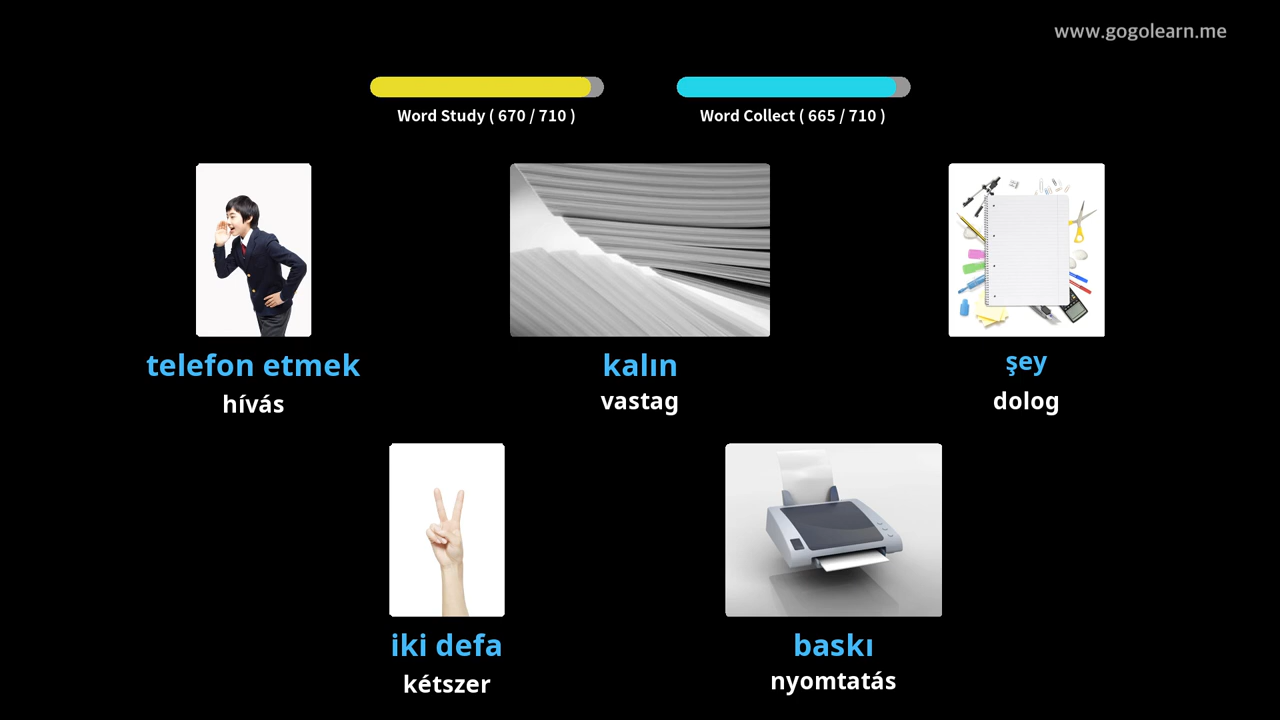 www.gogolearn.me
Word Study ( 670 / 710 )
Word Collect ( 665 / 710 )
telefon etmek
hívás
kalın
vastag
şey
dolog
iki defa
kétszer
baskı
nyomtatás